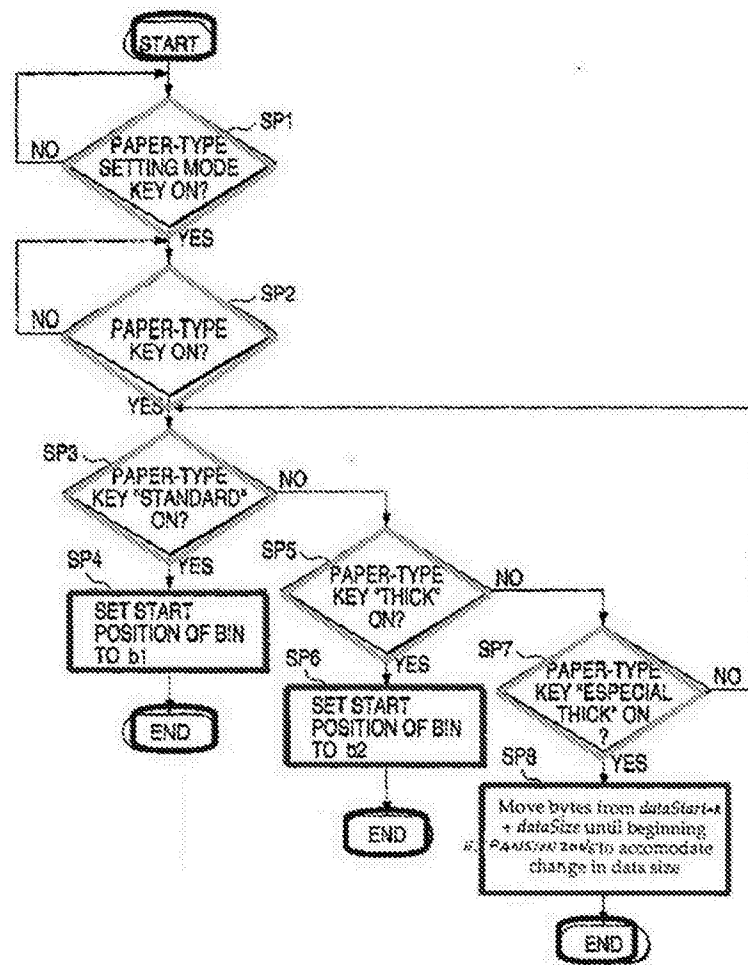 START
SP1
NO
PAPER-TYPE
SETTING MODE
KEY ON?
YES
SP2
NO
PAPER-TYPE
KEY ON?
YES
SP3
PAPER-TYPE
KEY "STANDARD"
ON?
NO
YES
SP4
SET START
POSITION OF BIN
TO b1
END
SP5
PAPER-TYPE
KEY "THICK"
ON?
NO
YES
SP6
SET START
POSITION OF BIN
TO b2
END
SP7
PAPER-TYPE
KEY "ESPECIAL
THICK" ON
?
NO
YES
SP8
Move bytes from
+ dataSize until beginning
to accomodate
change in data size
END